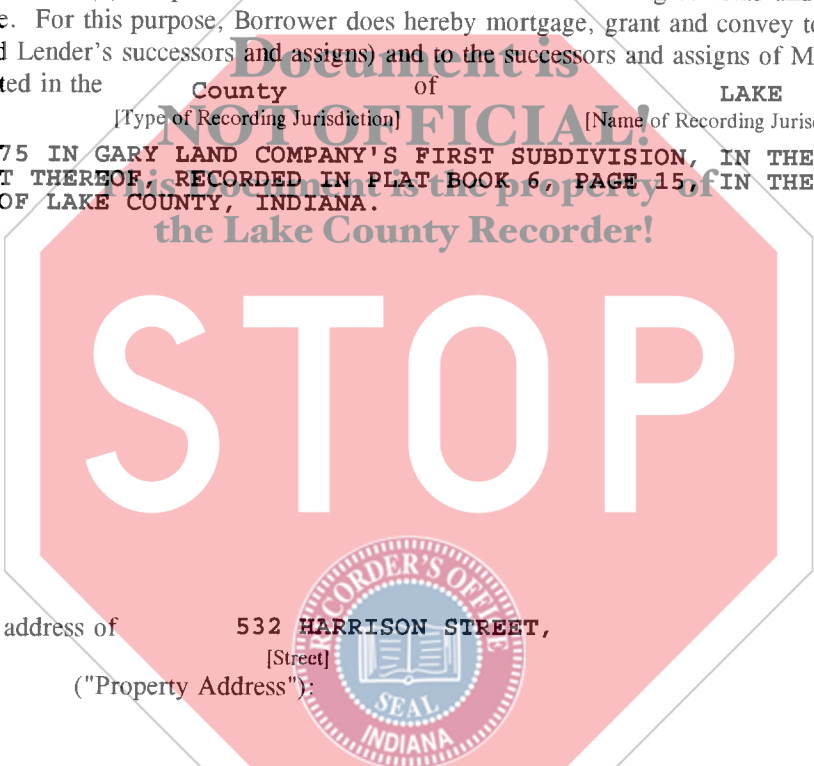 e. For this purpose, Borrower does hereby mortgage, grant and convey to
Lender's successors and assigns) and to the successors and assigns of M
ted in the County of LAKE
[Type of Recording Jurisdiction] [Name of Recording Juris
75 IN GARY LAND COMPANY'S FIRST SUBDIVISION, IN THE
T THEREOF, RECORDED IN PLAT BOOK 6, PAGE 15, IN THE
OF LAKE COUNTY, INDIANA.
Document is
NOT OFFICIAL!
This Document is the property of
the Lake County Recorder!
STOP
address of 532 HARRISON STREET,
[Street]
("Property Address"):
RECORDER'S OFFICE
SEAL
INDIANA